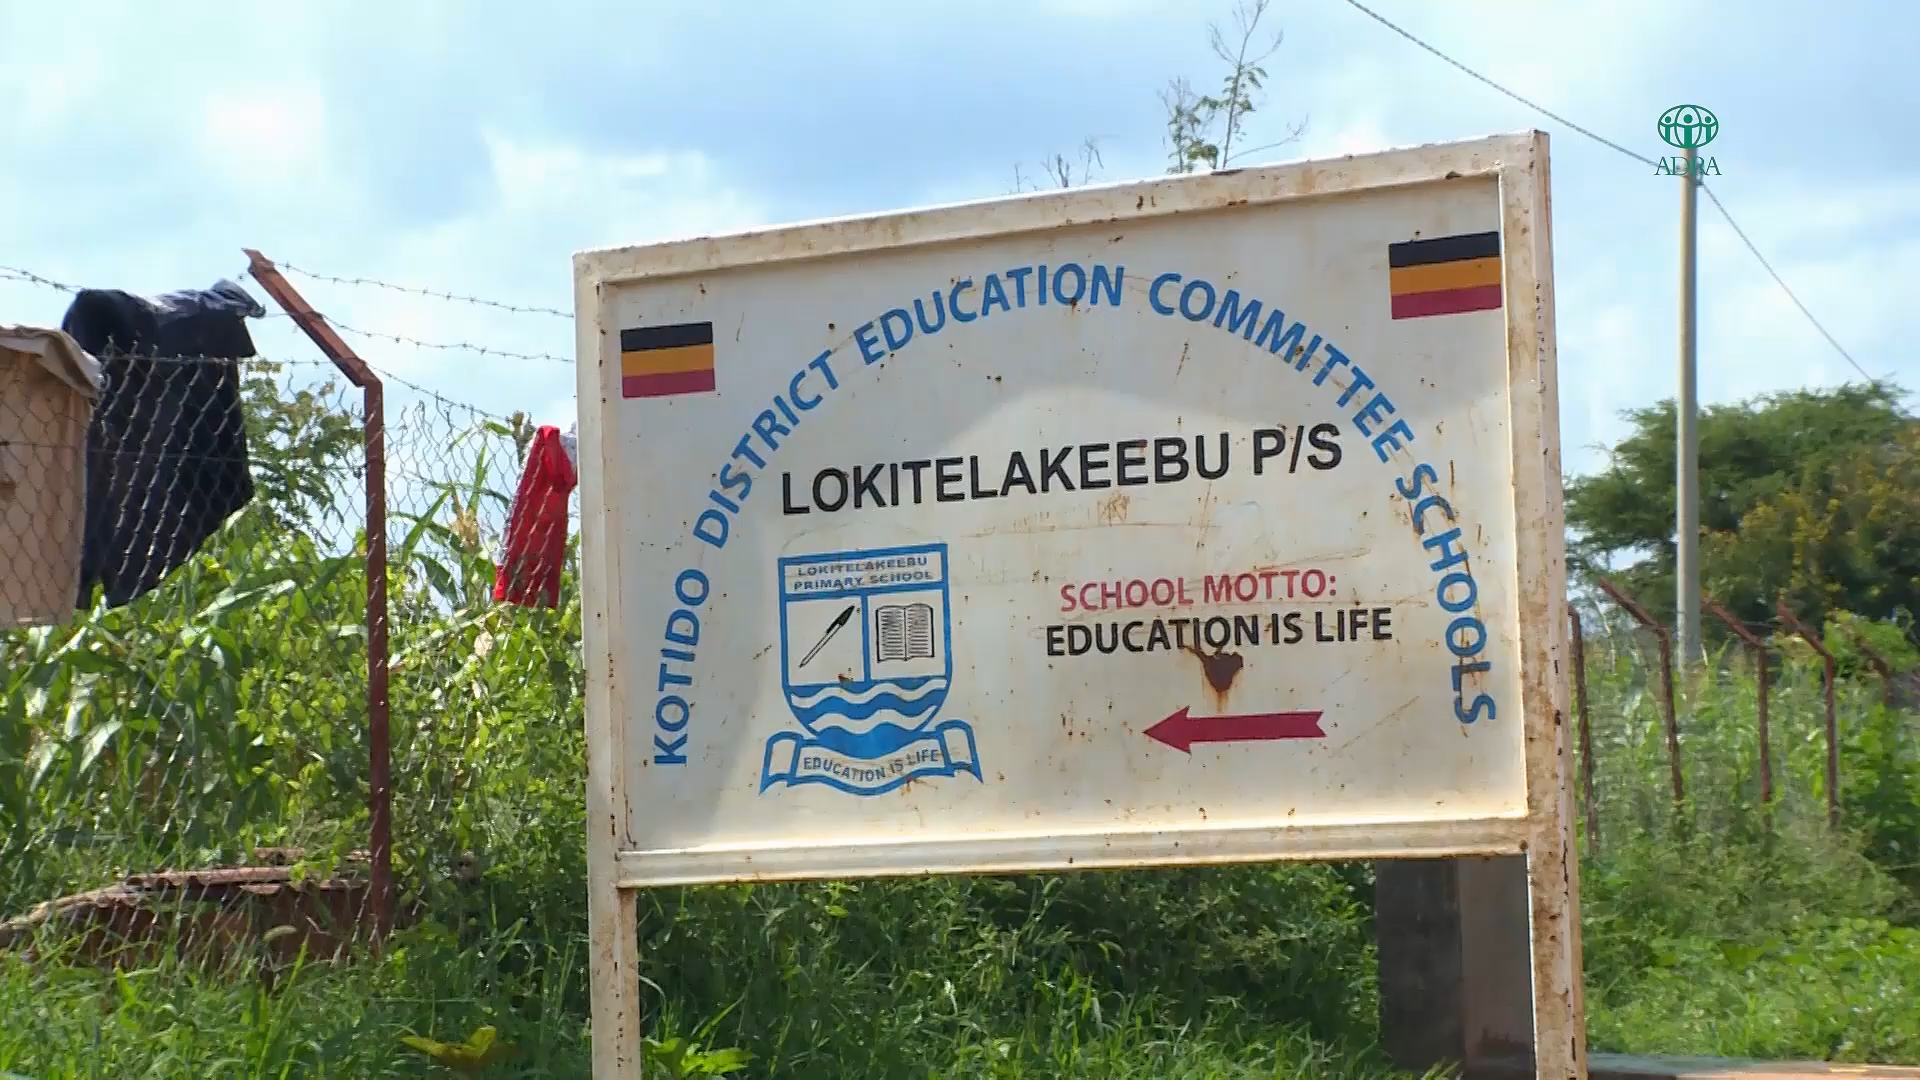 ADRA
KOTIDO DISTRICT EDUCATION COMMITTEE SCHOOLS
LOKITELAKEEBU P/S
LOKITELAKEEBU
PRIMARY SCHOOL
EDUCATION IS LIFE
SCHOOL MOTTO:
EDUCATION IS LIFE